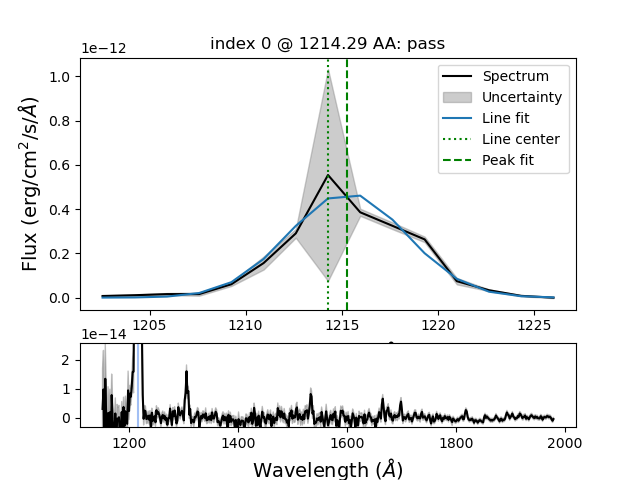 index 0 @ 1214.29 AA: pass
1e−12
Flux (erg/cm²/s/Å)
1.0
0.8
0.6
0.4
0.2
0.0
Spectrum
Uncertainty
Line fit
Line center
Peak fit
1205 1210 1215 1220 1225
1e−14
2
1
0
1200 1400 1600 1800 2000
Wavelength (Å)